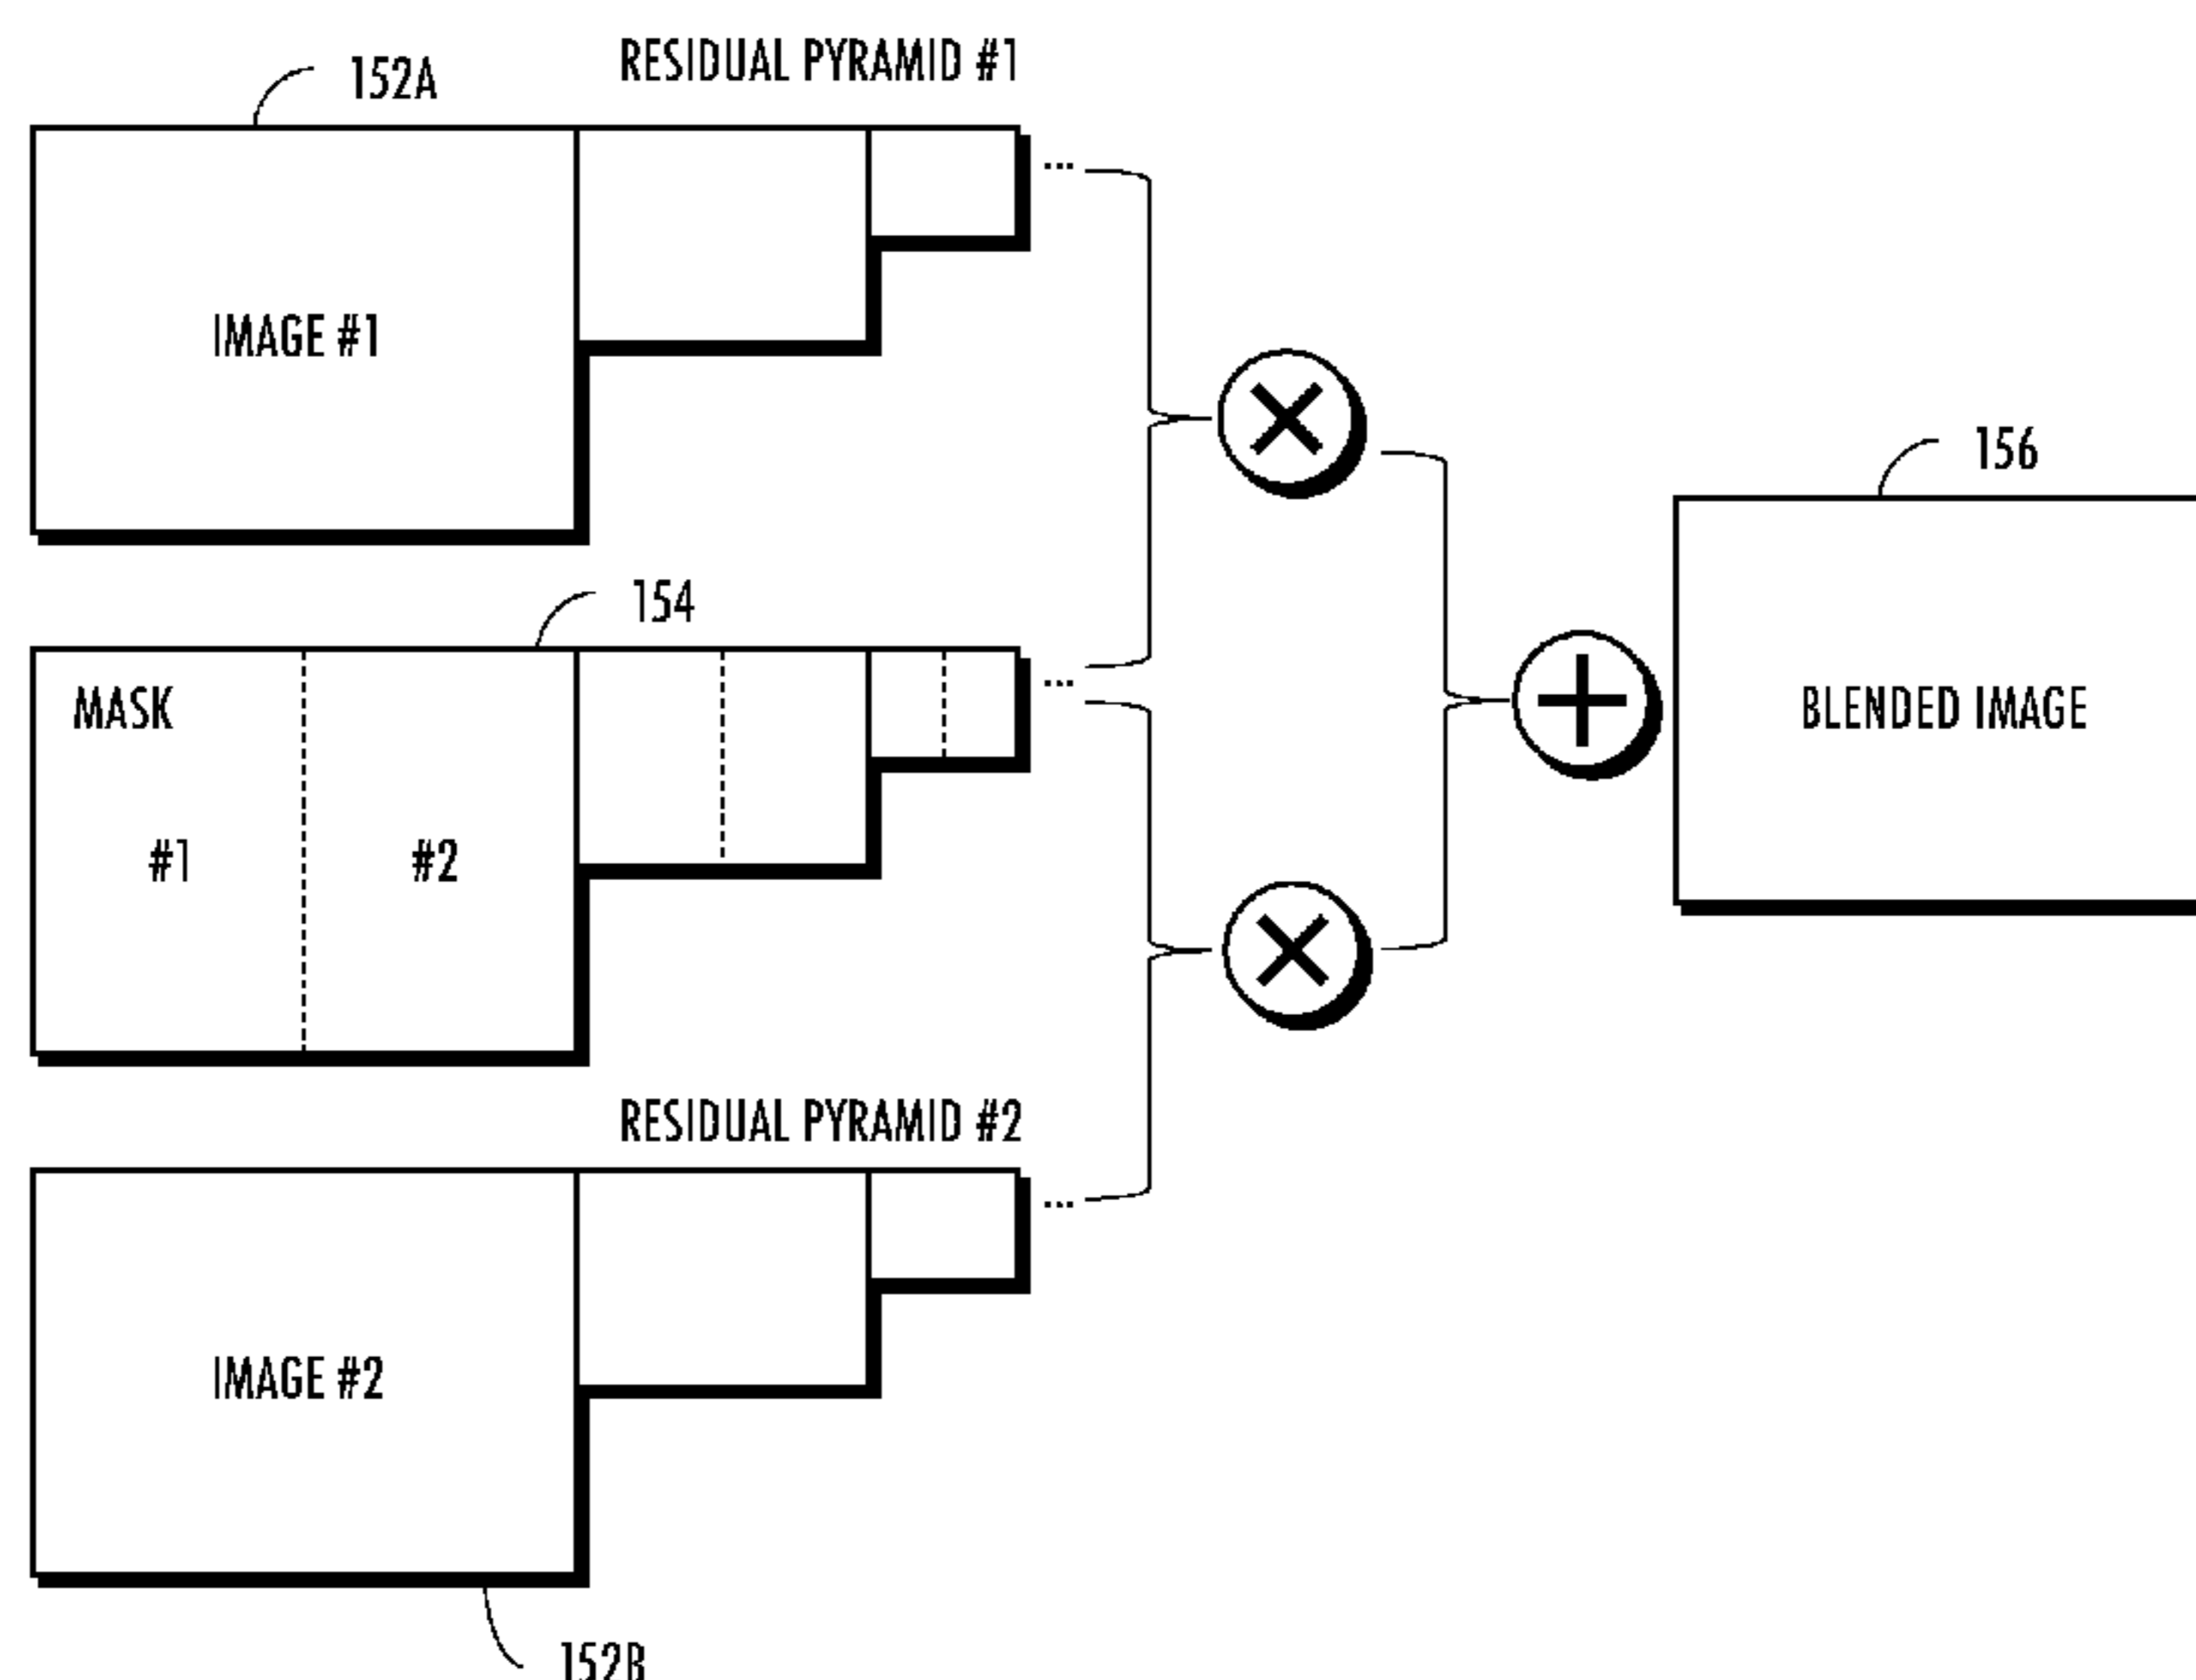 152A
RESIDUAL PYRAMID #1
...
IMAGE #1
156
154
...
MASK
BLENDED IMAGE
#1
#2
RESIDUAL PYRAMID #2
...
IMAGE #2
152B